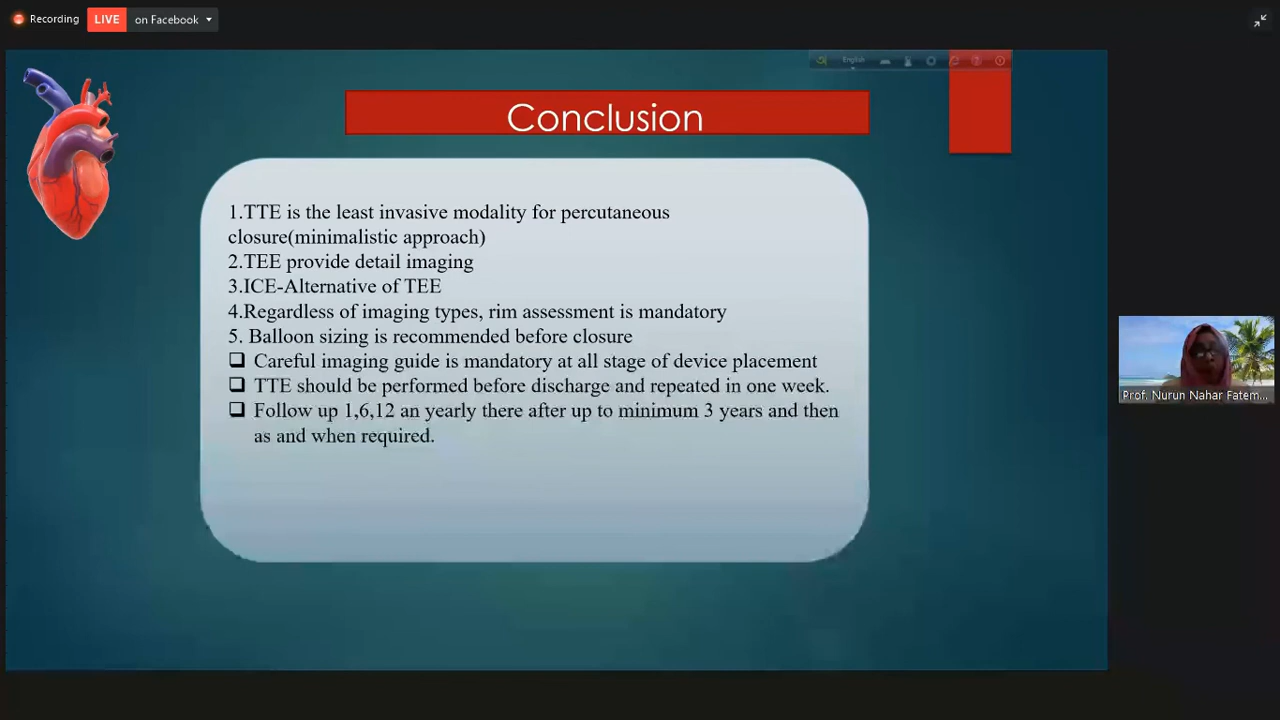 Recording
LIVE on Facebook
English
Conclusion
1.TTE is the least invasive modality for percutaneous
closure(minimalistic approach)
2.TEE provide detail imaging
3.ICE-Alternative of TEE
4.Regardless of imaging types, rim assessment is mandatory
5. Balloon sizing is recommended before closure
❑ Careful imaging guide is mandatory at all stage of device placement
❑ TTE should be performed before discharge and repeated in one week.
❑ Follow up 1,6,12 an yearly there after up to minimum 3 years and then
as and when required.
Prof. Nurun Nahar Fatem...